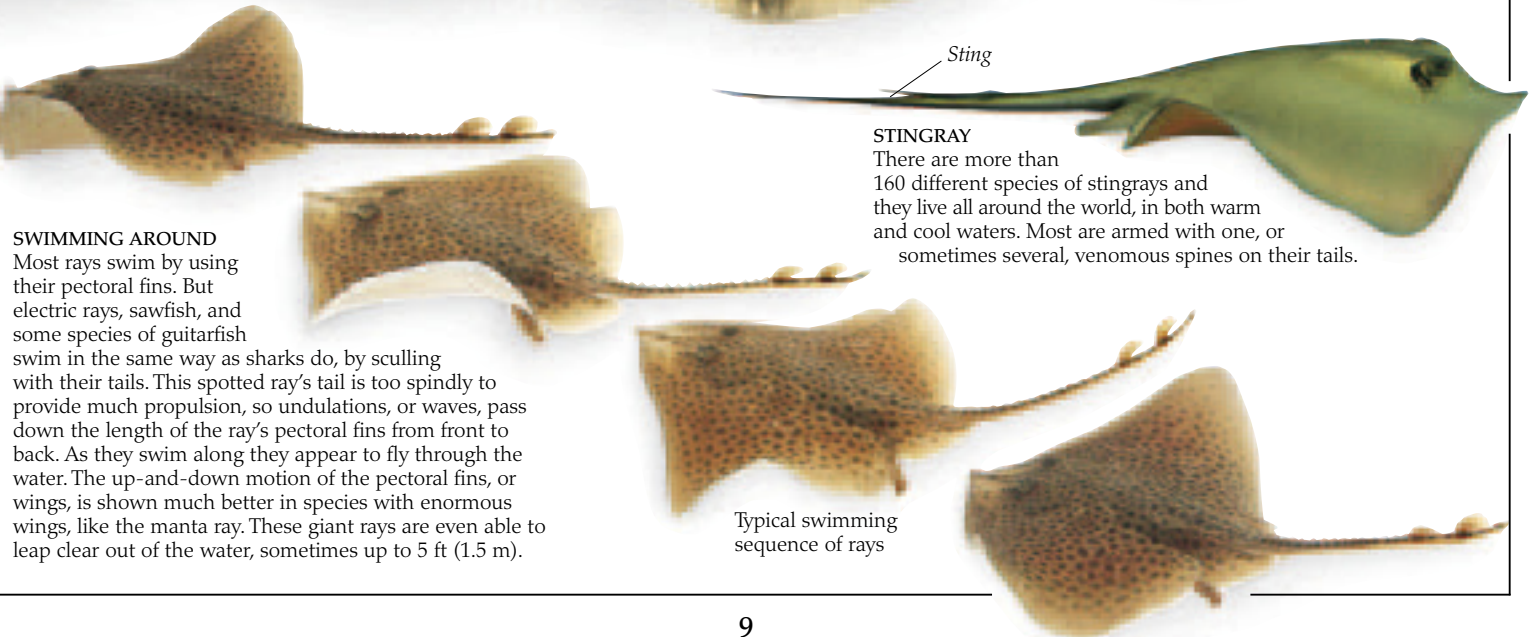 Sting
STINGRAY
There are more than
160 different species of stingrays and
they live all around the world, in both warm
and cool waters. Most are armed with one, or
sometimes several, venomous spines on their tails.
SWIMMING AROUND
Most rays swim by using
their pectoral fins. But
electric rays, sawfish, and
some species of guitarfish
swim in the same way as sharks do, by sculling
with their tails. This spotted ray's tail is too spindly to
provide much propulsion, so undulations, or waves, pass
down the length of the ray's pectoral fins from front to
back. As they swim along they appear to fly through the
water. The up-and-down motion of the pectoral fins, or
wings, is shown much better in species with enormous
wings, like the manta ray. These giant rays are even able to
leap clear out of the water, sometimes up to 5 ft (1.5 m).
Typical swimming
sequence of rays
9